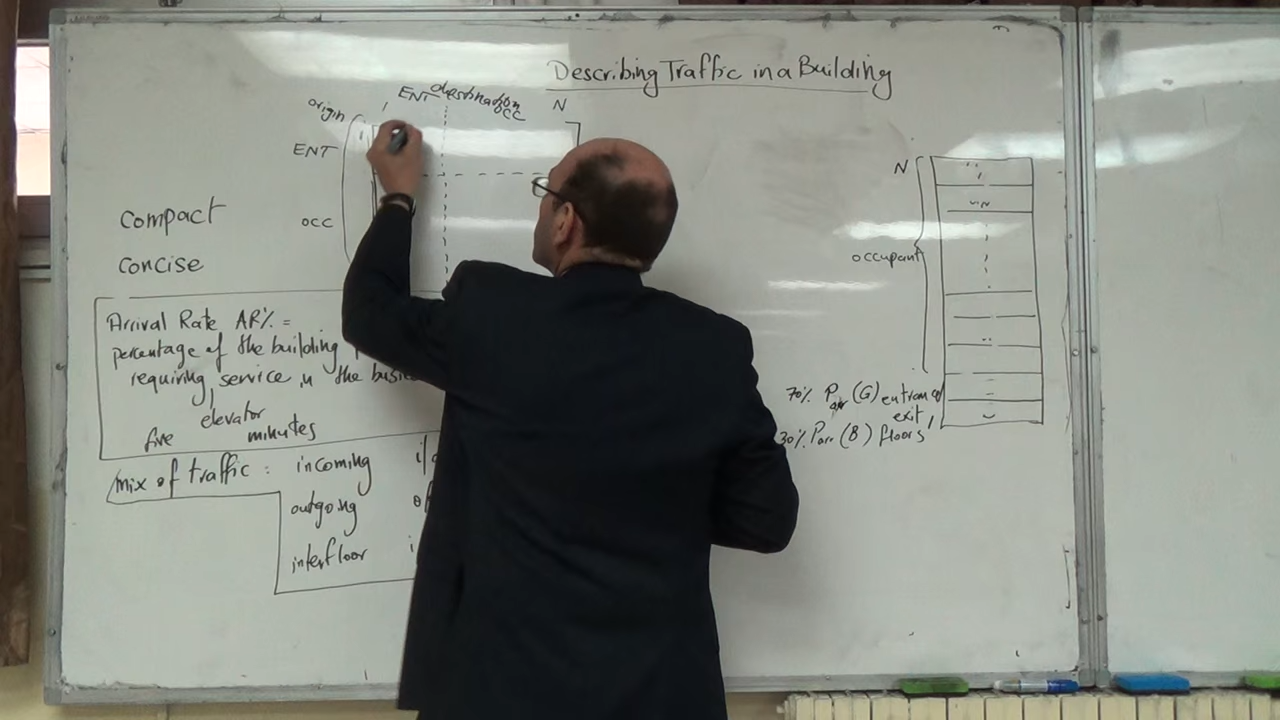 Describing Traffic in a Building
ENT destination
OCC
N
origin
ENT
OCC
compact
concise
Arrival Rate AR% =
percentage of the building
requiring service in the
elevator
five minutes
mix of traffic : incoming
outgoing
interfloor
N
occupant
70% Parr (G) entrance/
exit
30% Parr (B) floors